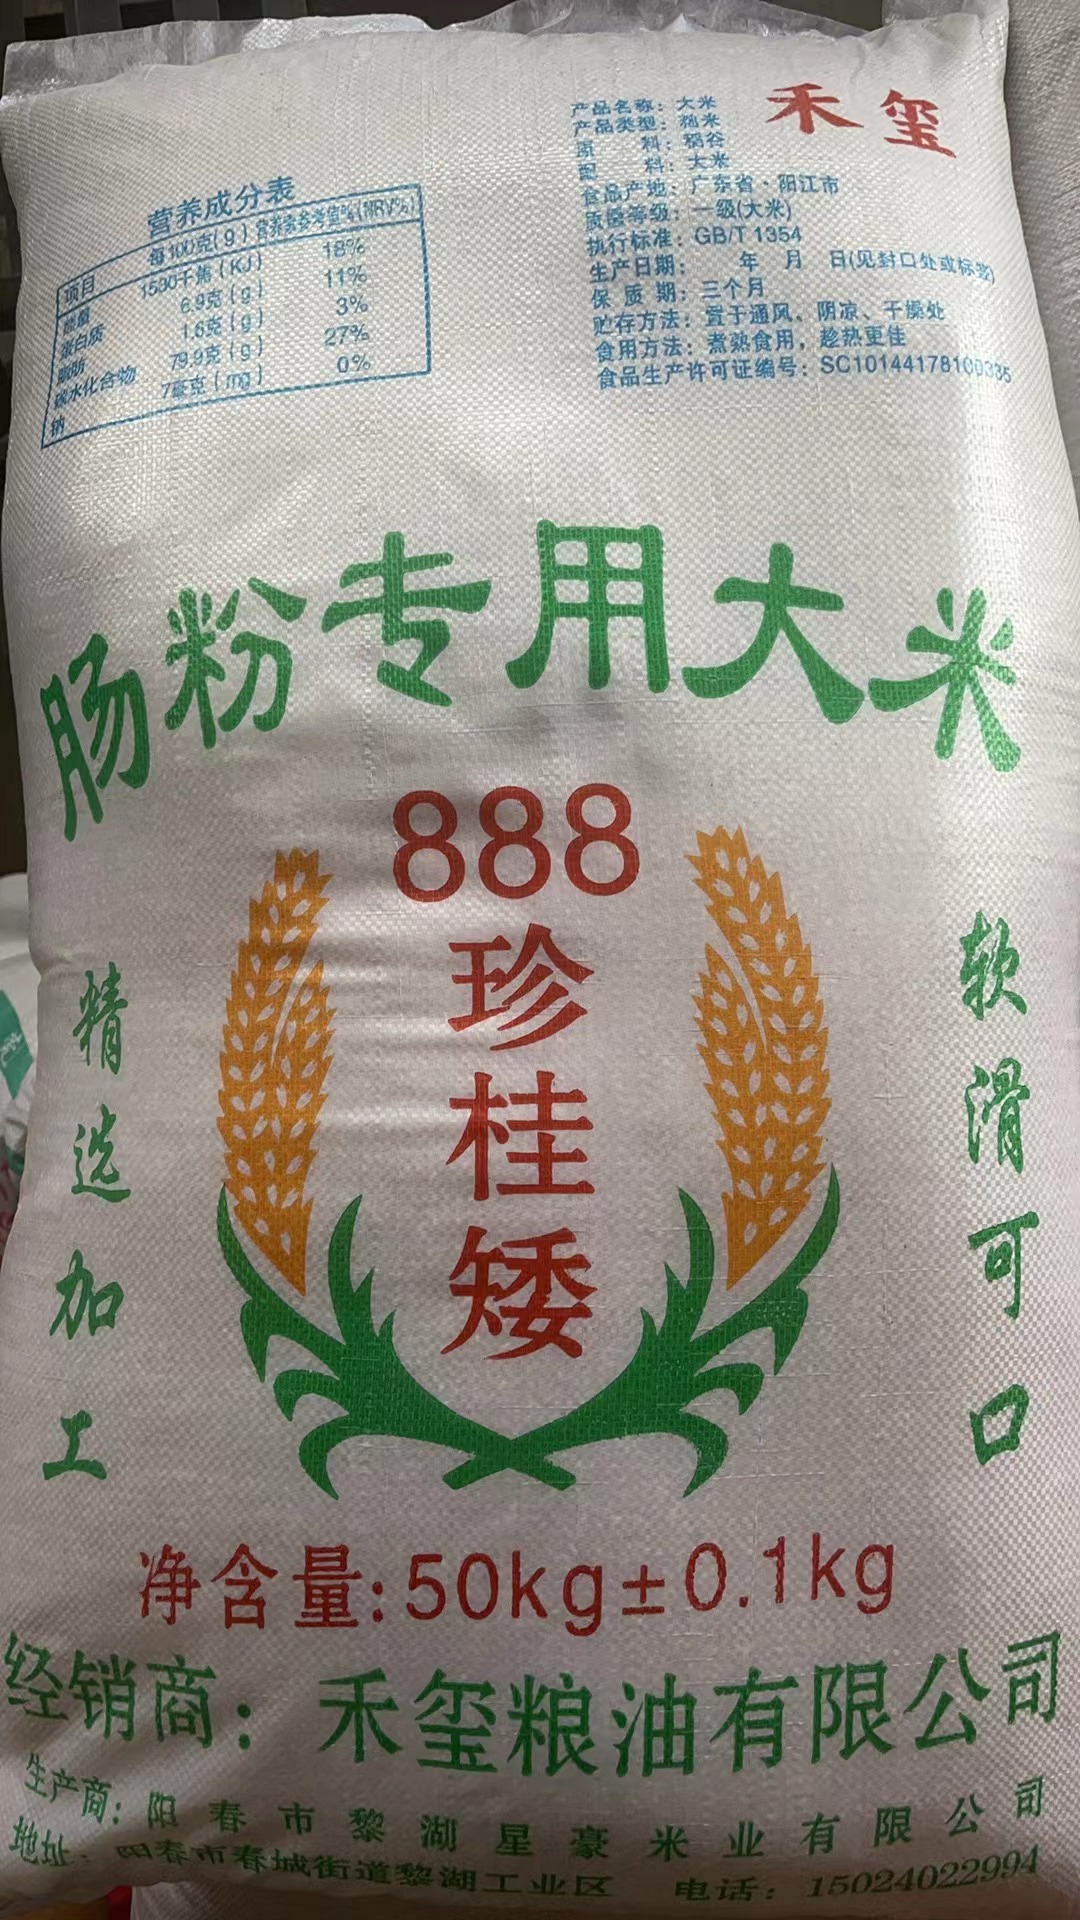 禾玺
产品名称：大米
产品类型：籼米
原 料：稻谷
配 料：大米
食品产地：广东省·阳江市
质量等级：一级(大米)
执行标准：GB/T 1354
生产日期： 年 月 日(见封口处或标签)
保 质 期：三个月
贮存方法：置于通风、阴凉、干燥处
食用方法：煮熟食用，趁热更佳
食品生产许可证编号：SC10144178100335
营养成分表
项目 每100克(g) 营养素参考值%(NRV%)
能量 1530千焦(KJ) 18%
蛋白质 6.9克(g) 11%
脂肪 1.6克(g) 3%
碳水化合物 79.9克(g) 27%
钠 7毫克(mg) 0%
肠粉专用大米
888
珍桂矮
精选加工
软滑可口
净含量:50kg±0.1kg
经销商：禾玺粮油有限公司
生产商：阳春市黎湖星豪米业有限公司
地址：阳春市春城街道黎湖工业区 电话：15024022994